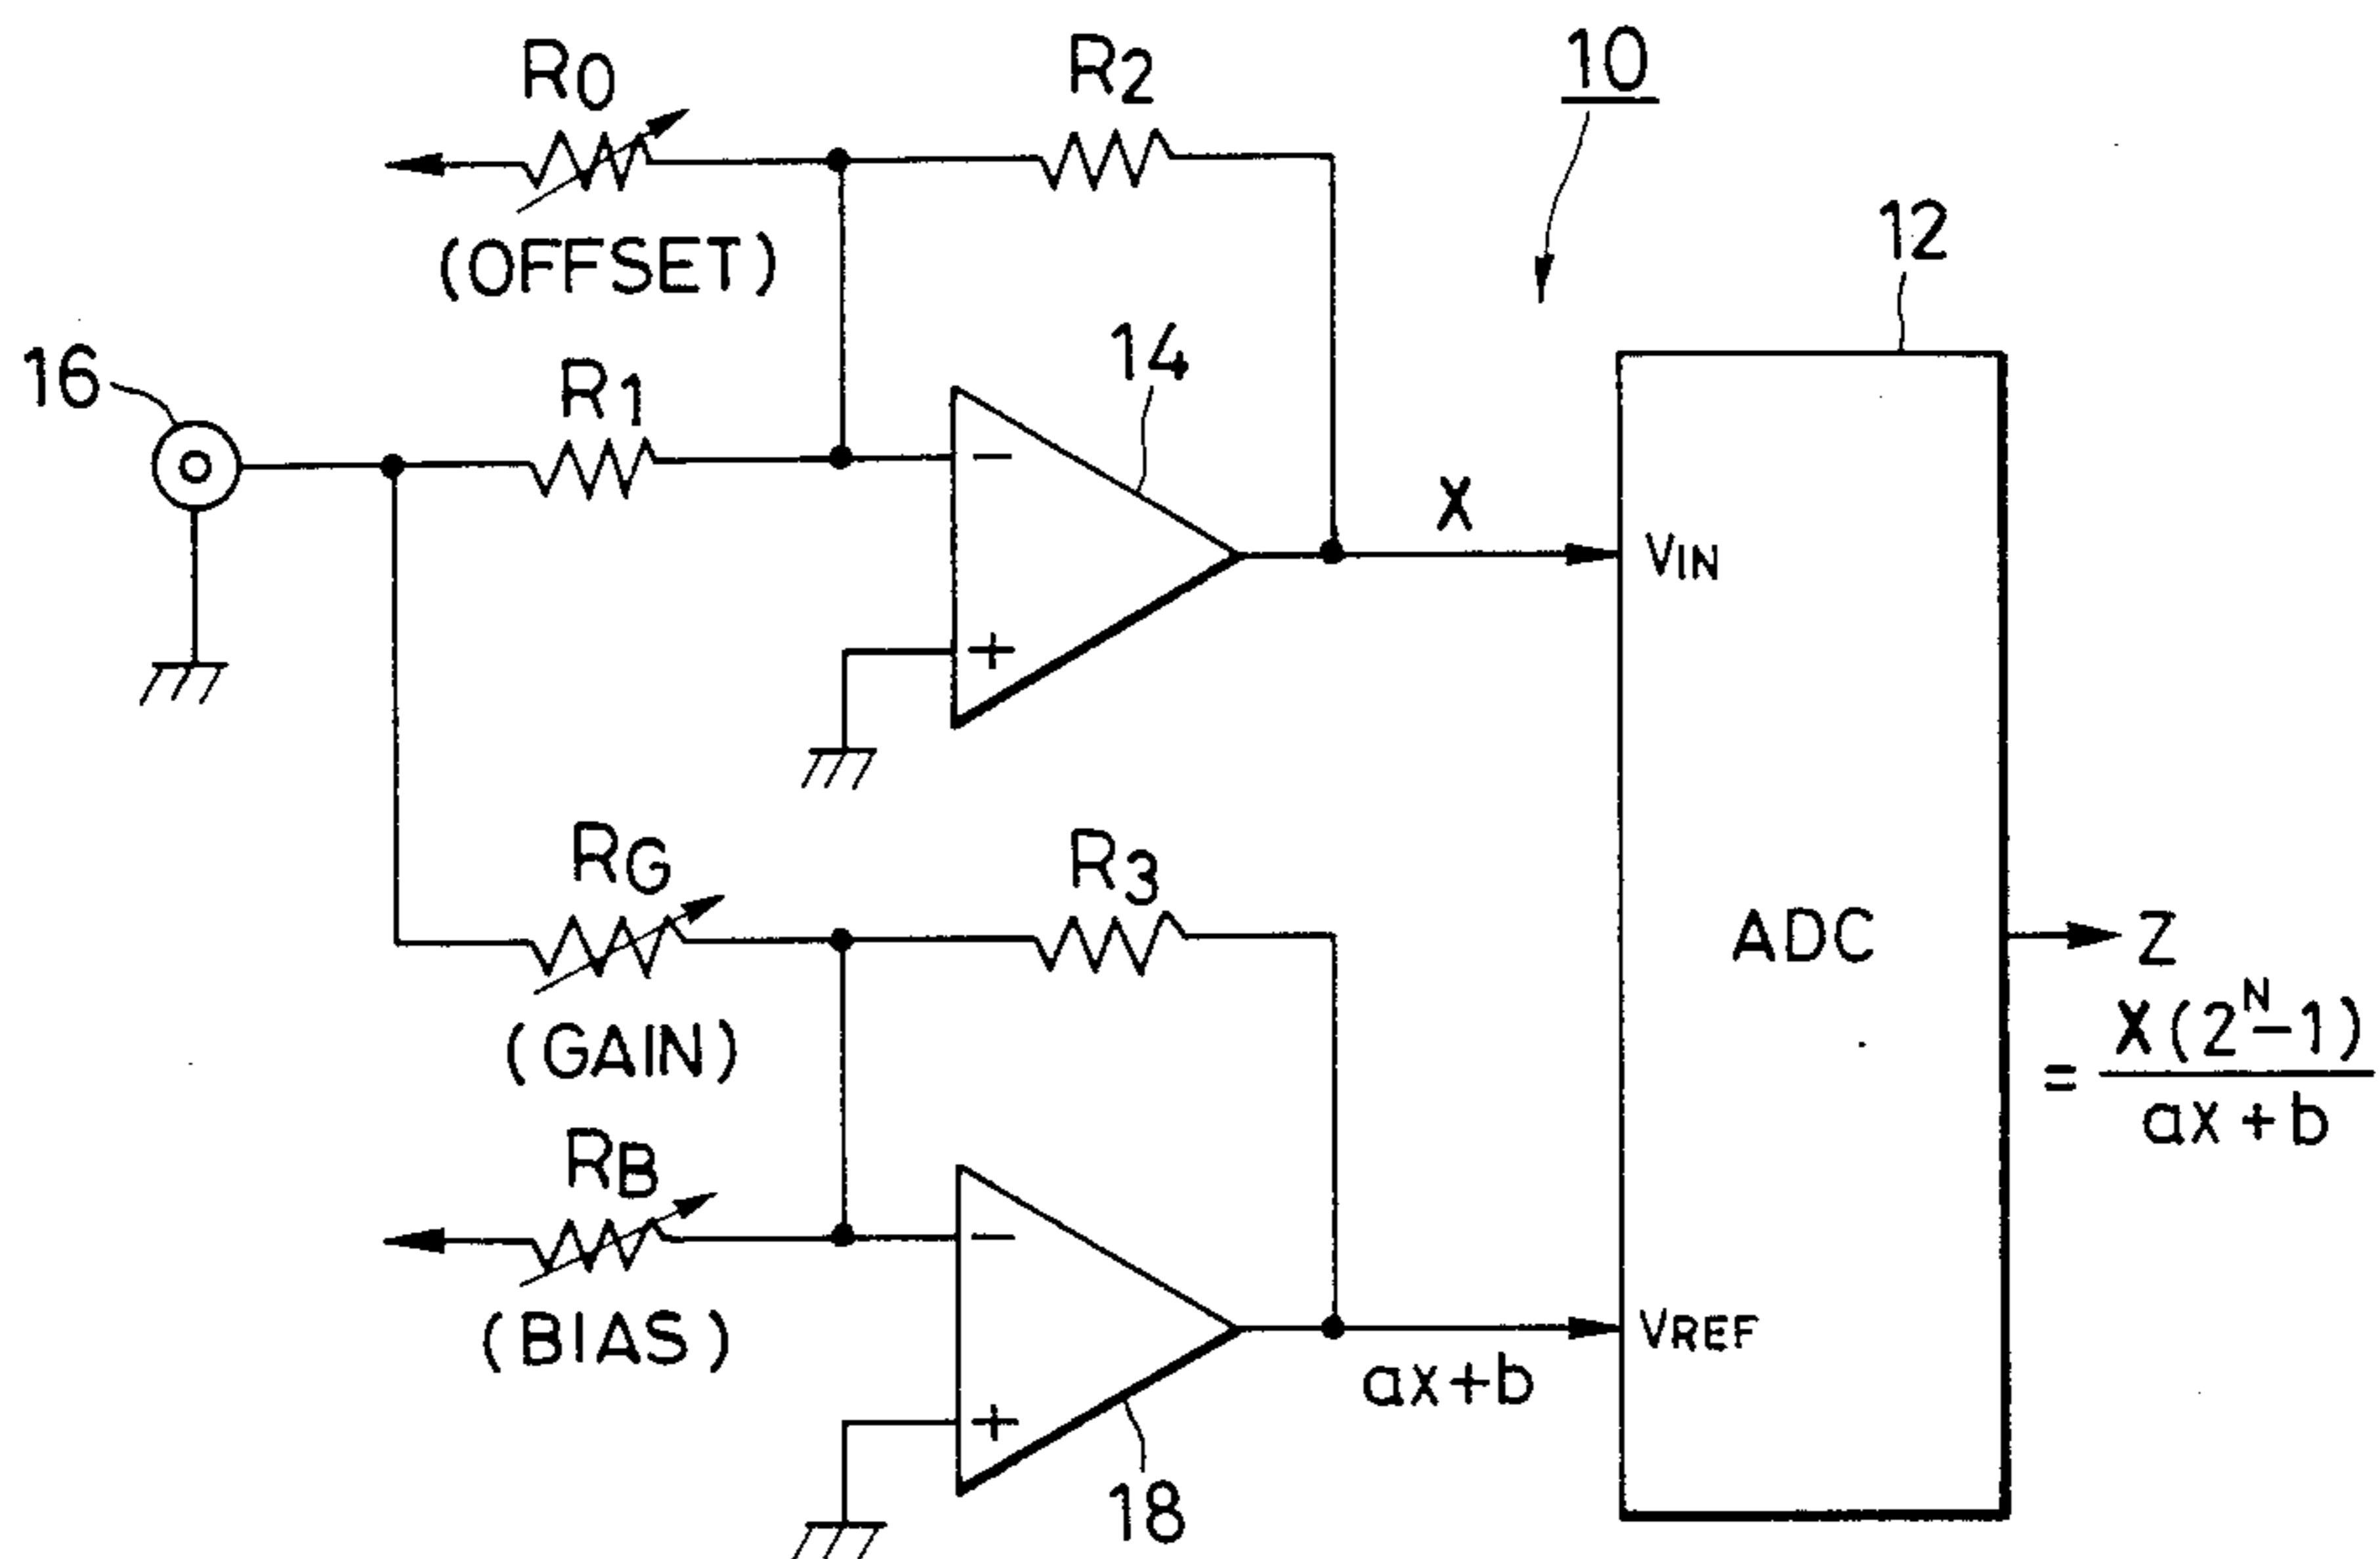 R0
R2
10
(OFFSET)
12
16
R1
14
X
VIN
−
+
RG
R3
ADC
Z
= X(2^N−1)
ax+b
(GAIN)
RB
−
(BIAS)
VREF
ax+b
+
18